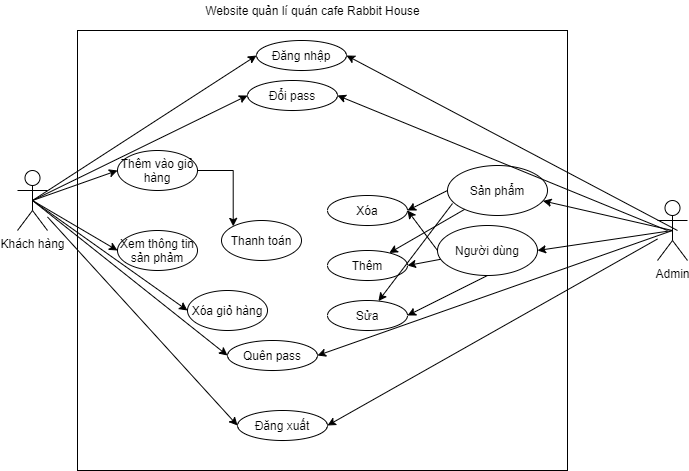 Website quản lí quán cafe Rabbit House
Đăng nhập
Đổi pass
Thêm vào giỏ
hàng
Sản phẩm
Xóa
Khách hàng
Xem thông tin
sản phẩm
Thanh toán
Người dùng
Thêm
Admin
Xóa giỏ hàng
Sửa
Quên pass
Đăng xuất